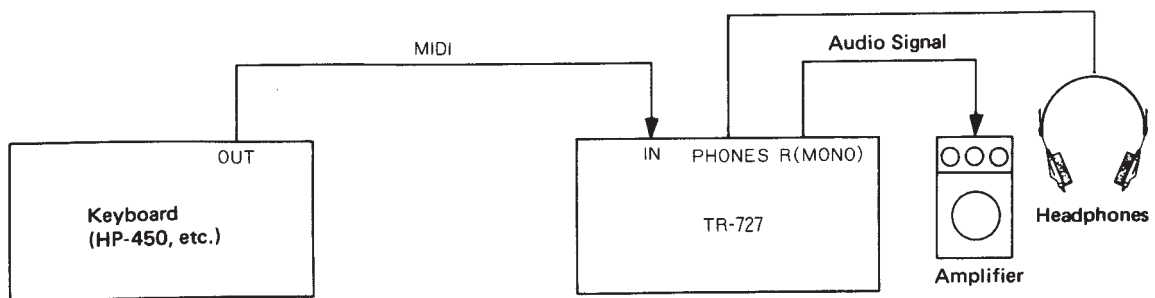 MIDI
Audio Signal
OUT
IN PHONES R(MONO)
Keyboard
(HP-450, etc.)
TR-727
Headphones
Amplifier